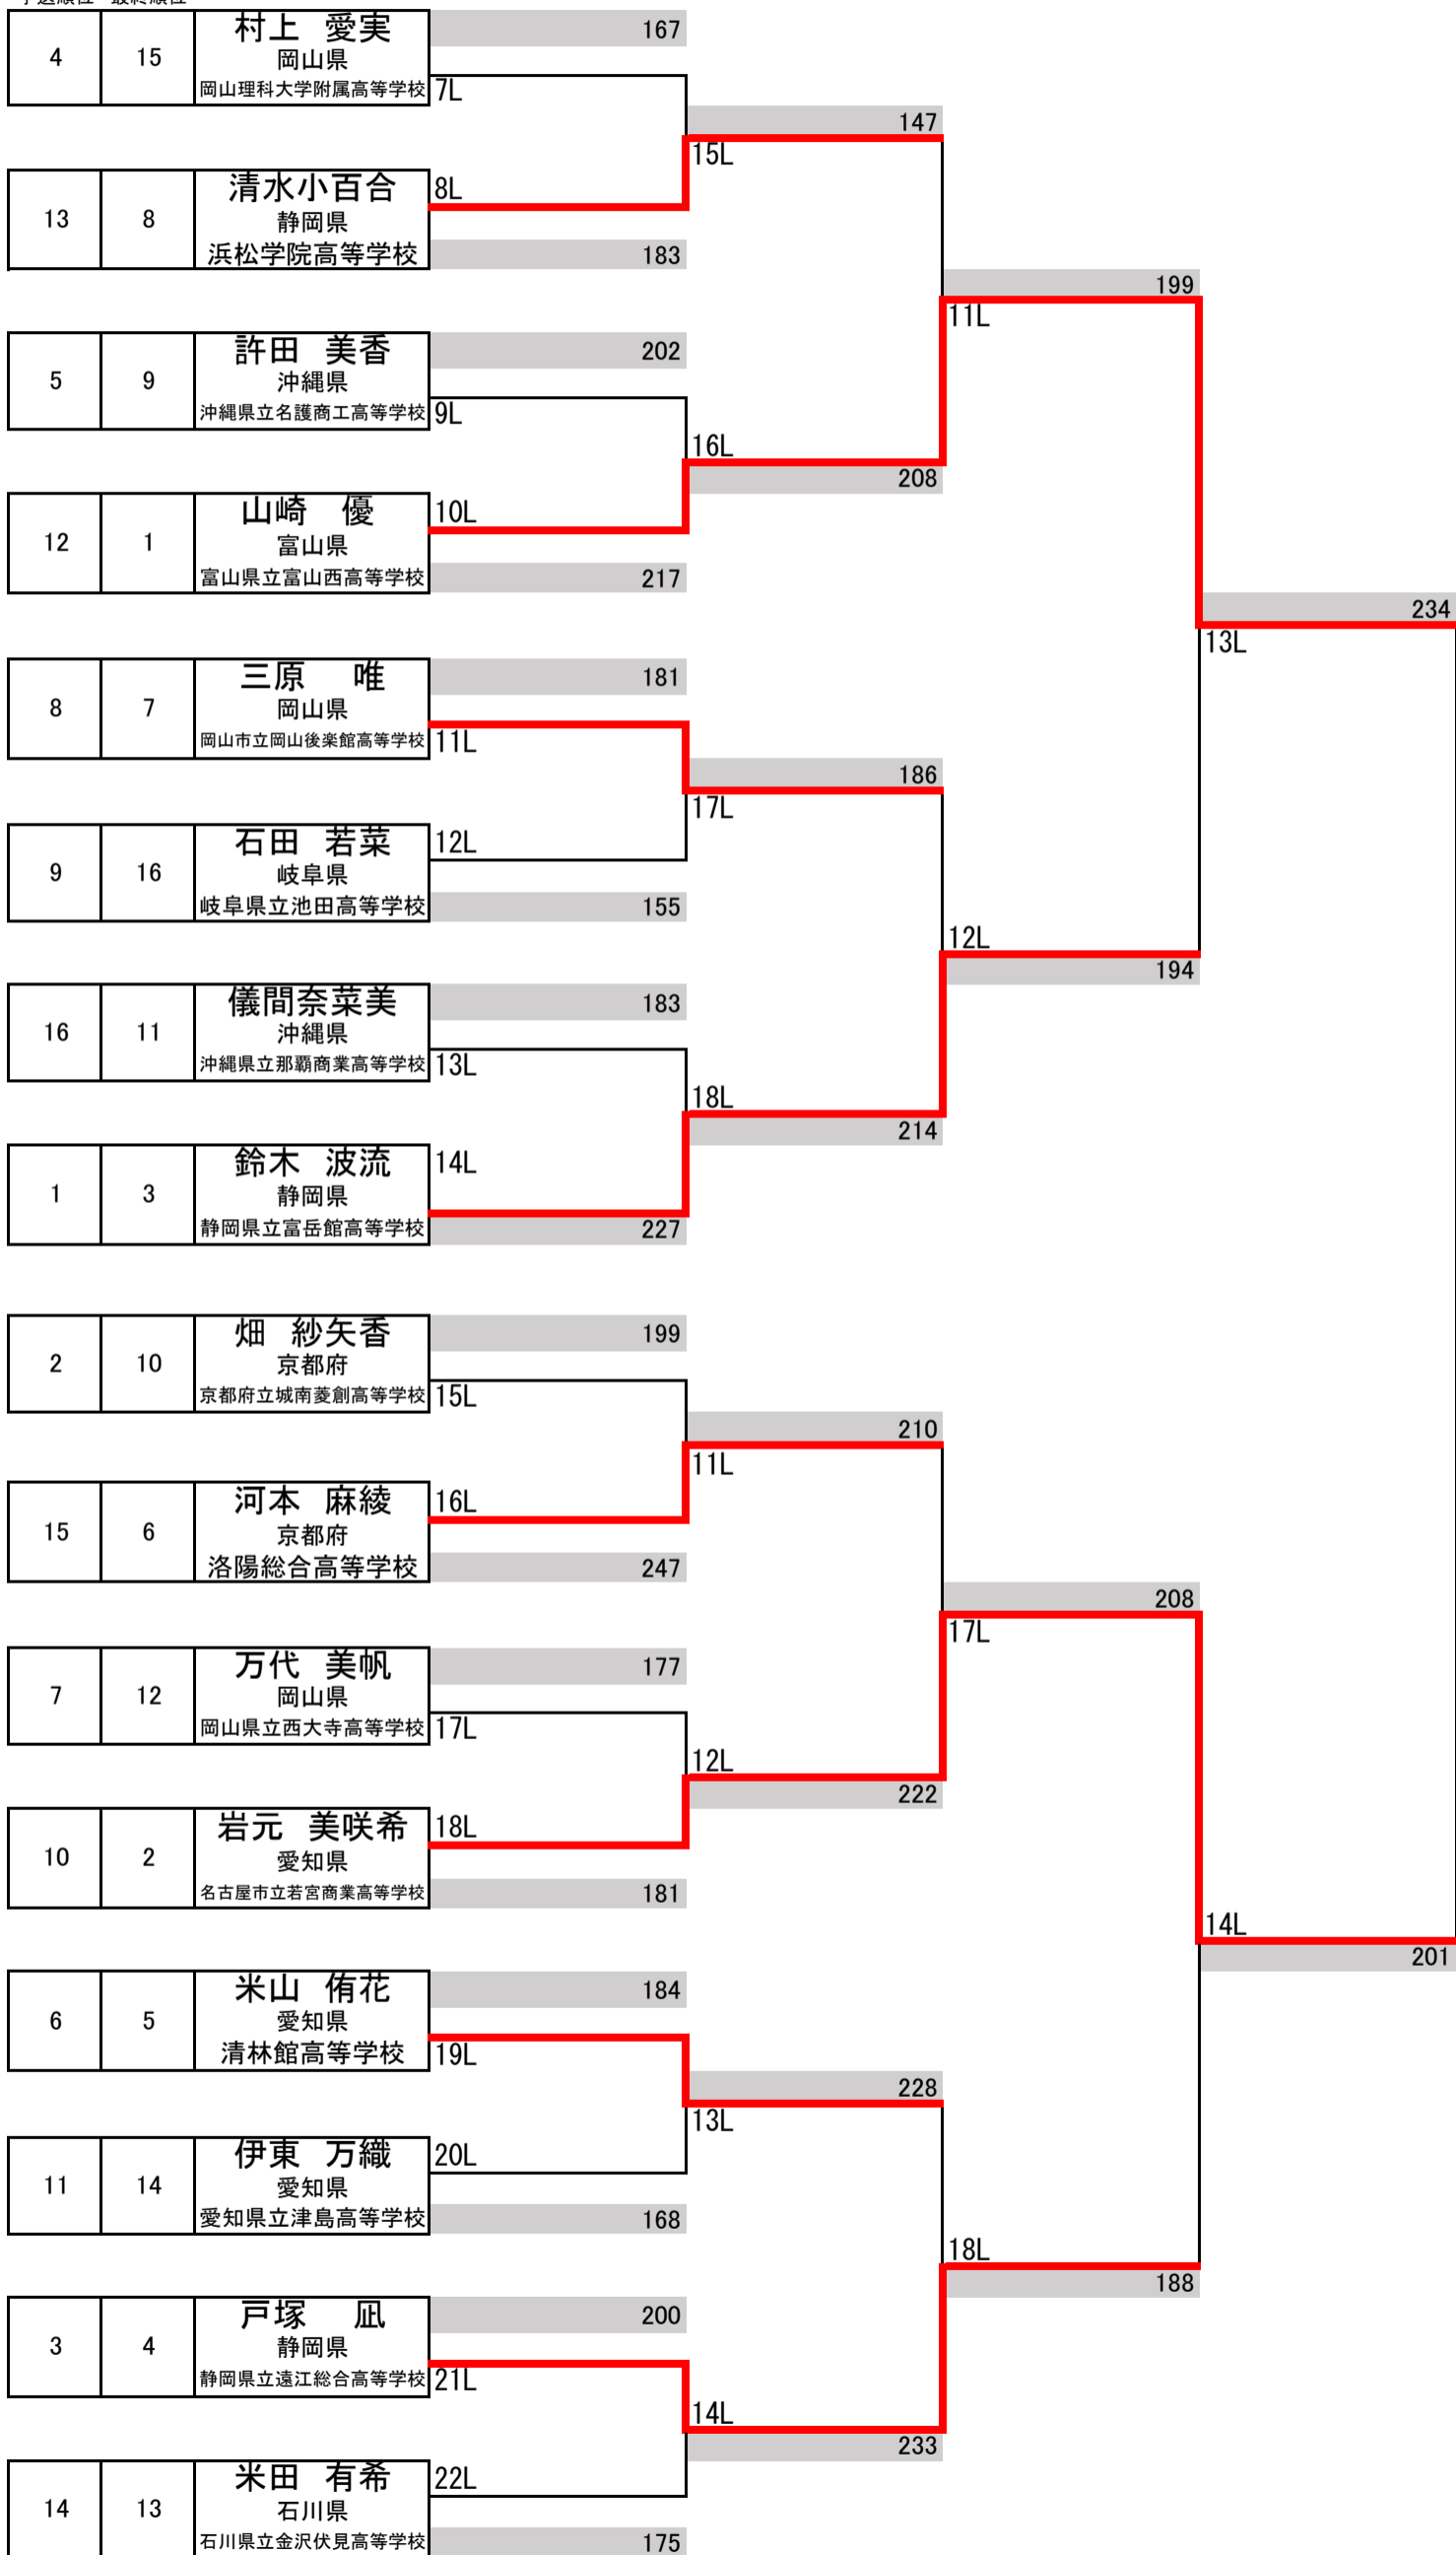 予選順位 最終順位
4 15 村上 愛実 167
岡山県
岡山理科大学附属高等学校 7L
147
15L
13 8 清水小百合 8L
静岡県
浜松学院高等学校 183
199
11L
5 9 許田 美香 202
沖縄県
沖縄県立名護商工高等学校 9L
16L
208
12 1 山崎 優 10L
富山県
富山県立富山西高等学校 217
234
13L
8 7 三原 唯 181
岡山県
岡山市立岡山後楽館高等学校 11L
186
17L
9 16 石田 若菜 12L
岐阜県
岐阜県立池田高等学校 155
12L
194
16 11 儀間奈菜美 183
沖縄県
沖縄県立那覇商業高等学校 13L
18L
214
1 3 鈴木 波流 14L
静岡県
静岡県立富岳館高等学校 227
2 10 畑 紗矢香 199
京都府
京都府立城南菱創高等学校 15L
210
11L
15 6 河本 麻綾 16L
京都府
洛陽総合高等学校 247
208
17L
7 12 万代 美帆 177
岡山県
岡山県立西大寺高等学校 17L
12L
222
10 2 岩元 美咲希 18L
愛知県
名古屋市立若宮商業高等学校 181
14L
201
6 5 米山 侑花 184
愛知県
清林館高等学校 19L
228
13L
11 14 伊東 万織 20L
愛知県
愛知県立津島高等学校 168
18L
188
3 4 戸塚 凪 200
静岡県
静岡県立遠江総合高等学校 21L
14L
233
14 13 米田 有希 22L
石川県
石川県立金沢伏見高等学校 175